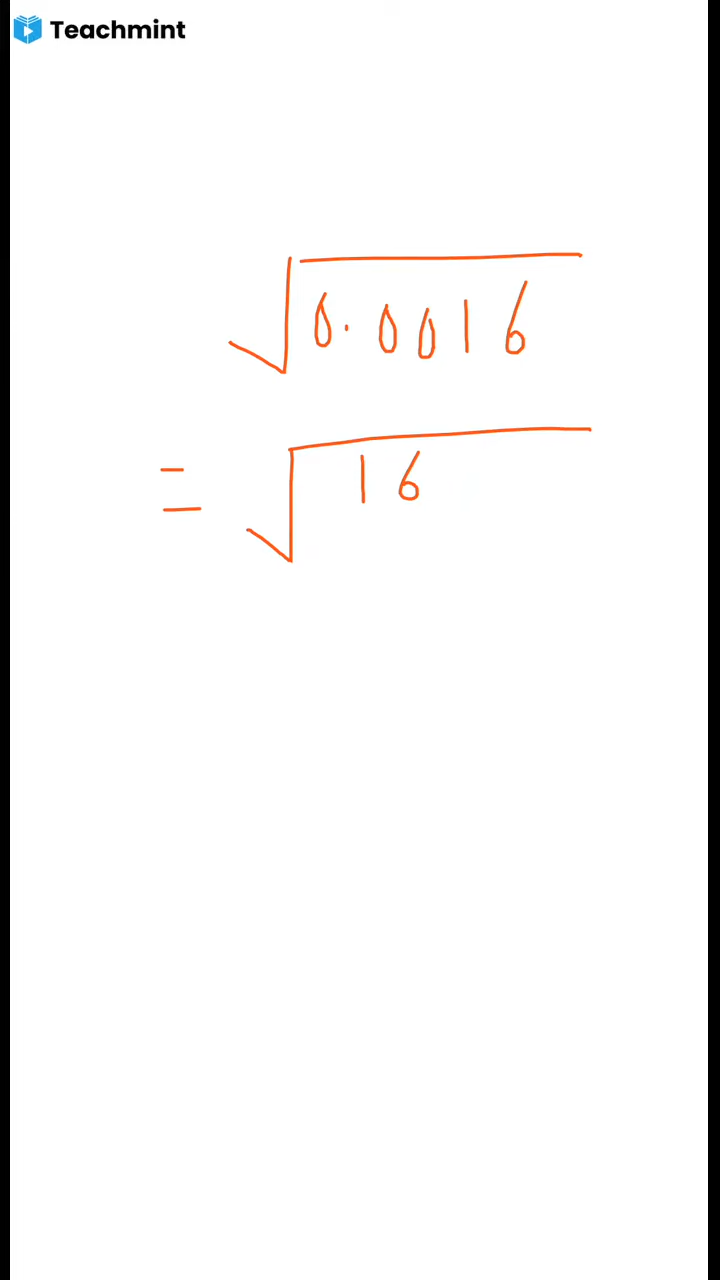 Teachmint
√0.0016
= √16